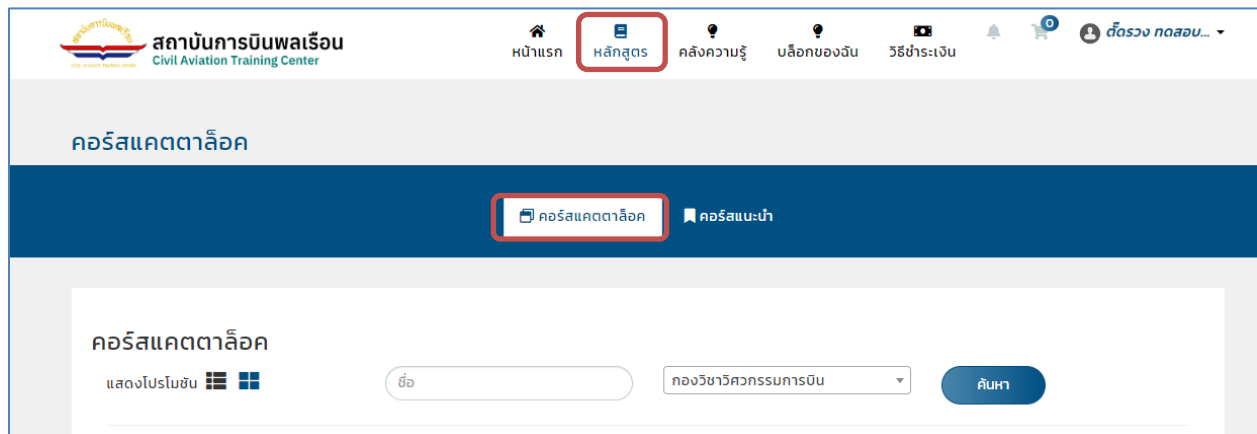 สถาบันการบินพลเรือน
Civil Aviation Training Center
หน้าแรก
หลักสูตร
คลังความรู้
บล็อกของฉัน
วิธีชำระเงิน
0
ตั๊ดรวง ทดสอบ...
คอร์สแคตตาล็อค
คอร์สแคตตาล็อค
คอร์สแนะนำ
คอร์สแคตตาล็อค
แสดงโปรโมชัน
ชื่อ
กองวิชาวิศวกรรมการบิน
ค้นหา